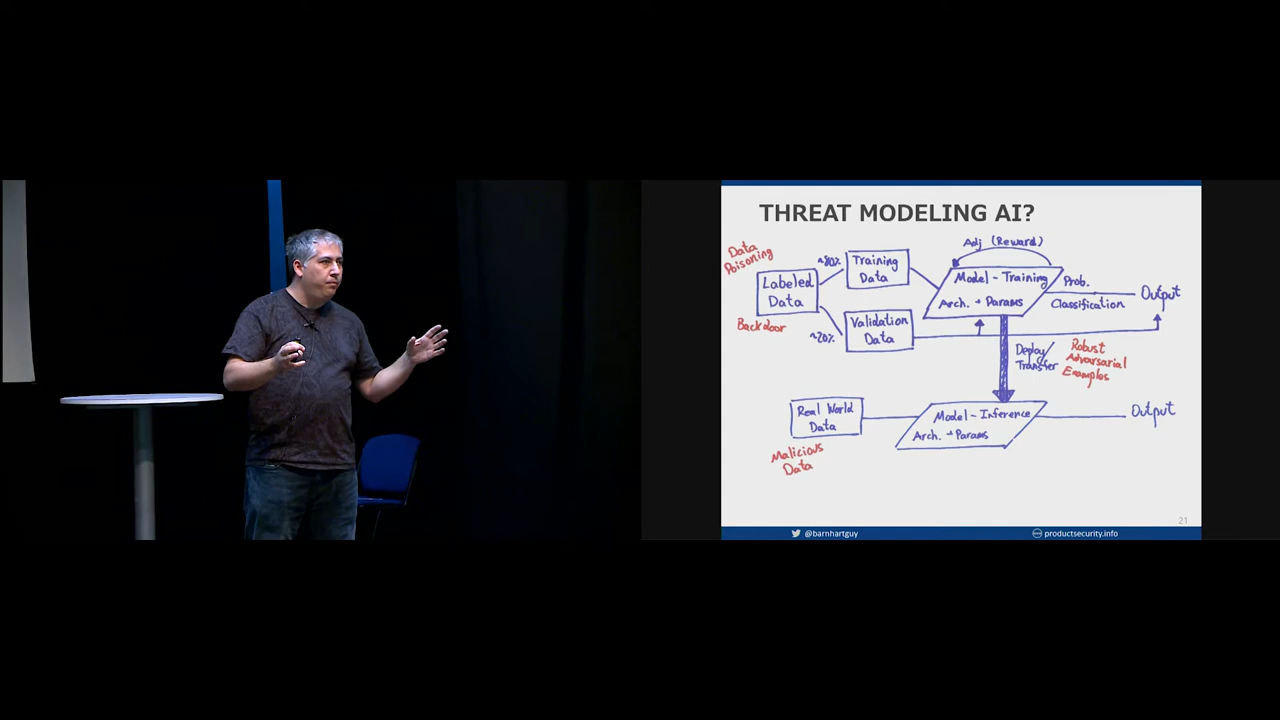 THREAT MODELING AI?
Adj (Reward)
Data
Poisoning
~80%
Training
Data
Labeled
Data
Model - Training
Arch. + Params
Prob.
Classification
Output
Backdoor
~20%
Validation
Data
Deploy/
Transfer
Robust
Adversarial
Examples
Real World
Data
Model - Inference
Arch. + Params
Output
Malicious
Data
21
@barnhartguy
productsecurity.info